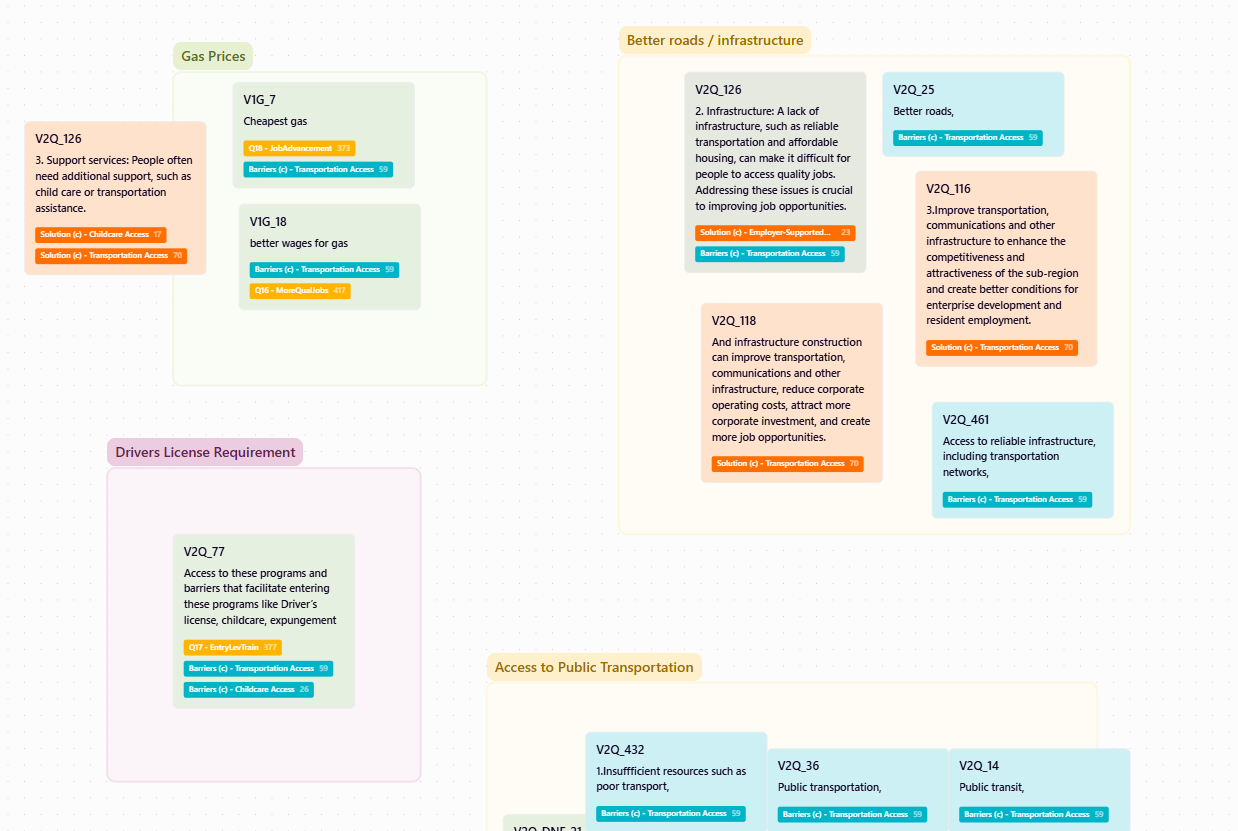 Gas Prices
V1G_7
Cheapest gas
Q18 - JobAdvancement 373
Barriers (c) - Transportation Access 59
V2Q_126
3. Support services: People often
need additional support, such as
child care or transportation
assistance.
Solution (c) - Childcare Access 17
Solution (c) - Transportation Access 70
V1G_18
better wages for gas
Barriers (c) - Transportation Access 59
Q16 - MoreQualJobs 417
Better roads / infrastructure
V2Q_126
2. Infrastructure: A lack of
infrastructure, such as reliable
transportation and affordable
housing, can make it difficult for
people to access quality jobs.
Addressing these issues is crucial
to improving job opportunities.
Solution (c) - Employer-Supported... 23
Barriers (c) - Transportation Access 59
V2Q_25
Better roads,
Barriers (c) - Transportation Access 59
V2Q_116
3.Improve transportation,
communications and other
infrastructure to enhance the
competitiveness and
attractiveness of the sub-region
and create better conditions for
enterprise development and
resident employment.
Solution (c) - Transportation Access 70
V2Q_118
And infrastructure construction
can improve transportation,
communications and other
infrastructure, reduce corporate
operating costs, attract more
corporate investment, and create
more job opportunities.
Solution (c) - Transportation Access 70
V2Q_461
Access to reliable infrastructure,
including transportation
networks,
Barriers (c) - Transportation Access 59
Drivers License Requirement
V2Q_77
Access to these programs and
barriers that facilitate entering
these programs like Driver's
license, childcare, expungement
Q17 - EntryLevTrain 377
Barriers (c) - Transportation Access 59
Barriers (c) - Childcare Access 26
Access to Public Transportation
V2Q_432
1.Insuffficient resources such as
poor transport,
Barriers (c) - Transportation Access 59
V2Q_36
Public transportation,
Barriers (c) - Transportation Access 59
V2Q_14
Public transit,
Barriers (c) - Transportation Access 59